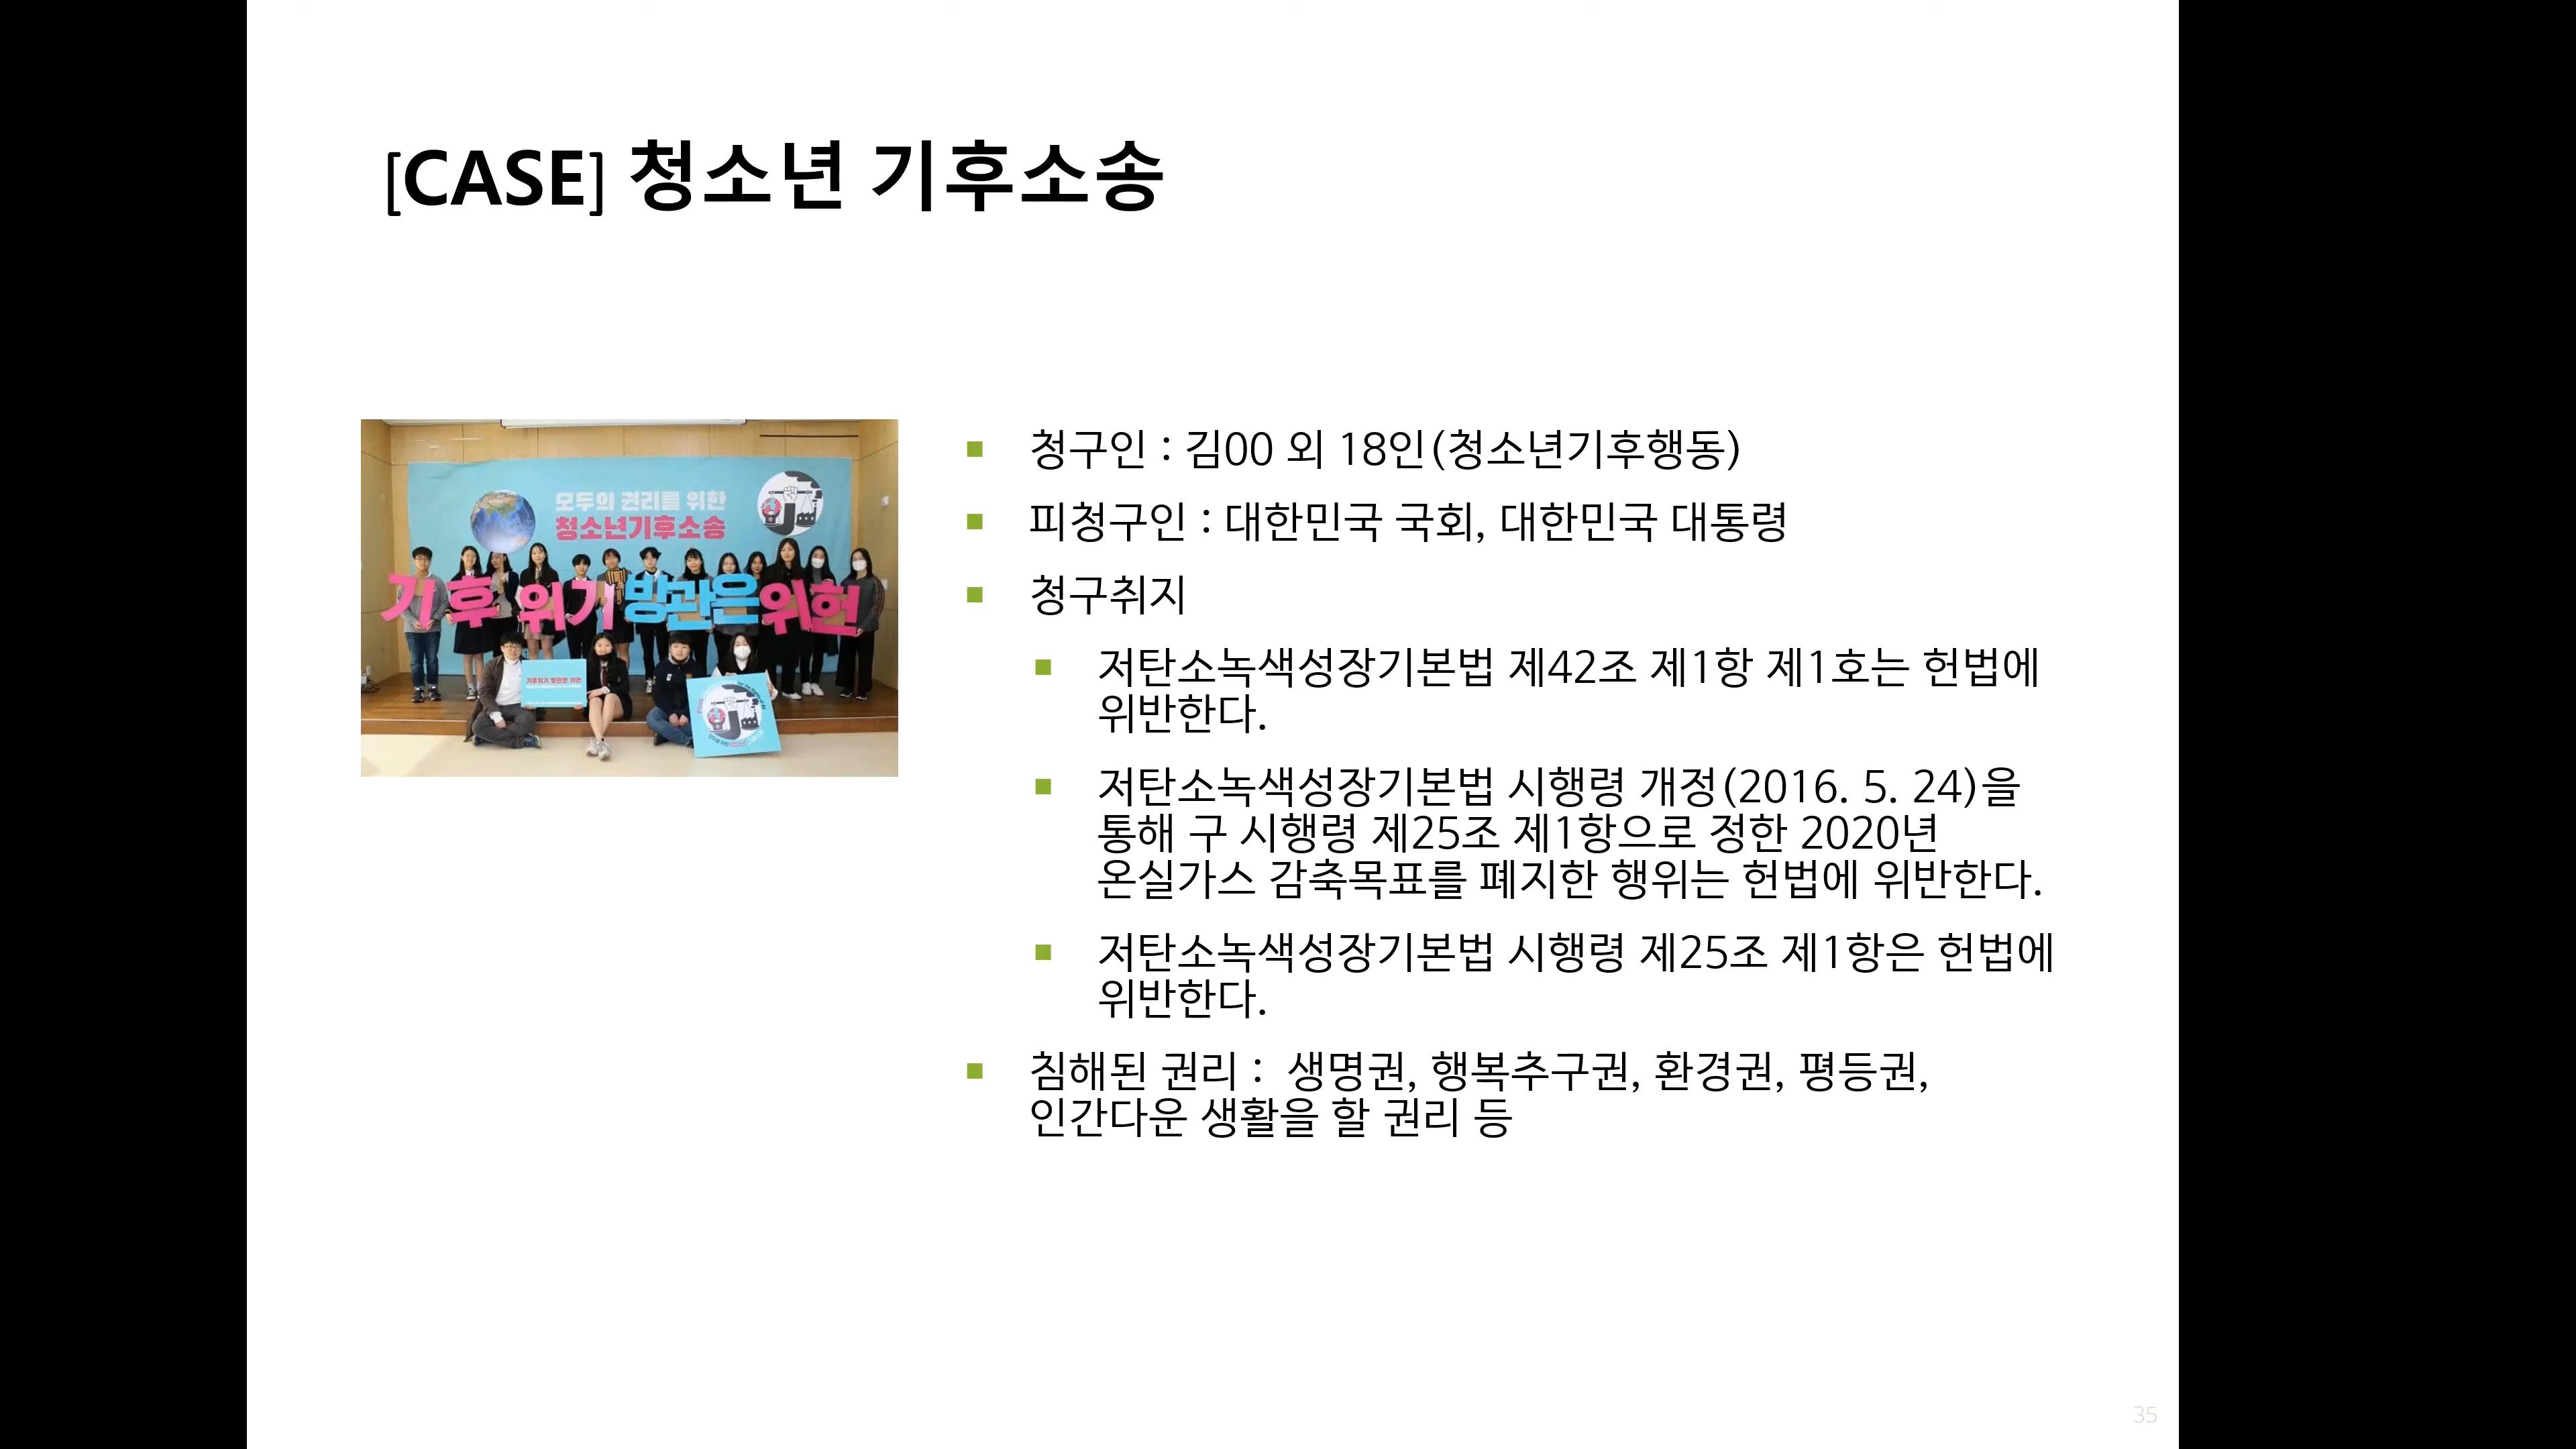 [CASE] 청소년 기후소송
모두의 권리를 위한
청소년기후소송
기후 위기 방관은 위헌
기후위기 방관은 위헌
청구인 : 김00 외 18인(청소년기후행동)
피청구인 : 대한민국 국회, 대한민국 대통령
청구취지
저탄소녹색성장기본법 제42조 제1항 제1호는 헌법에
위반한다.
저탄소녹색성장기본법 시행령 개정(2016. 5. 24)을
통해 구 시행령 제25조 제1항으로 정한 2020년
온실가스 감축목표를 폐지한 행위는 헌법에 위반한다.
저탄소녹색성장기본법 시행령 제25조 제1항은 헌법에
위반한다.
침해된 권리 : 생명권, 행복추구권, 환경권, 평등권,
인간다운 생활을 할 권리 등
35